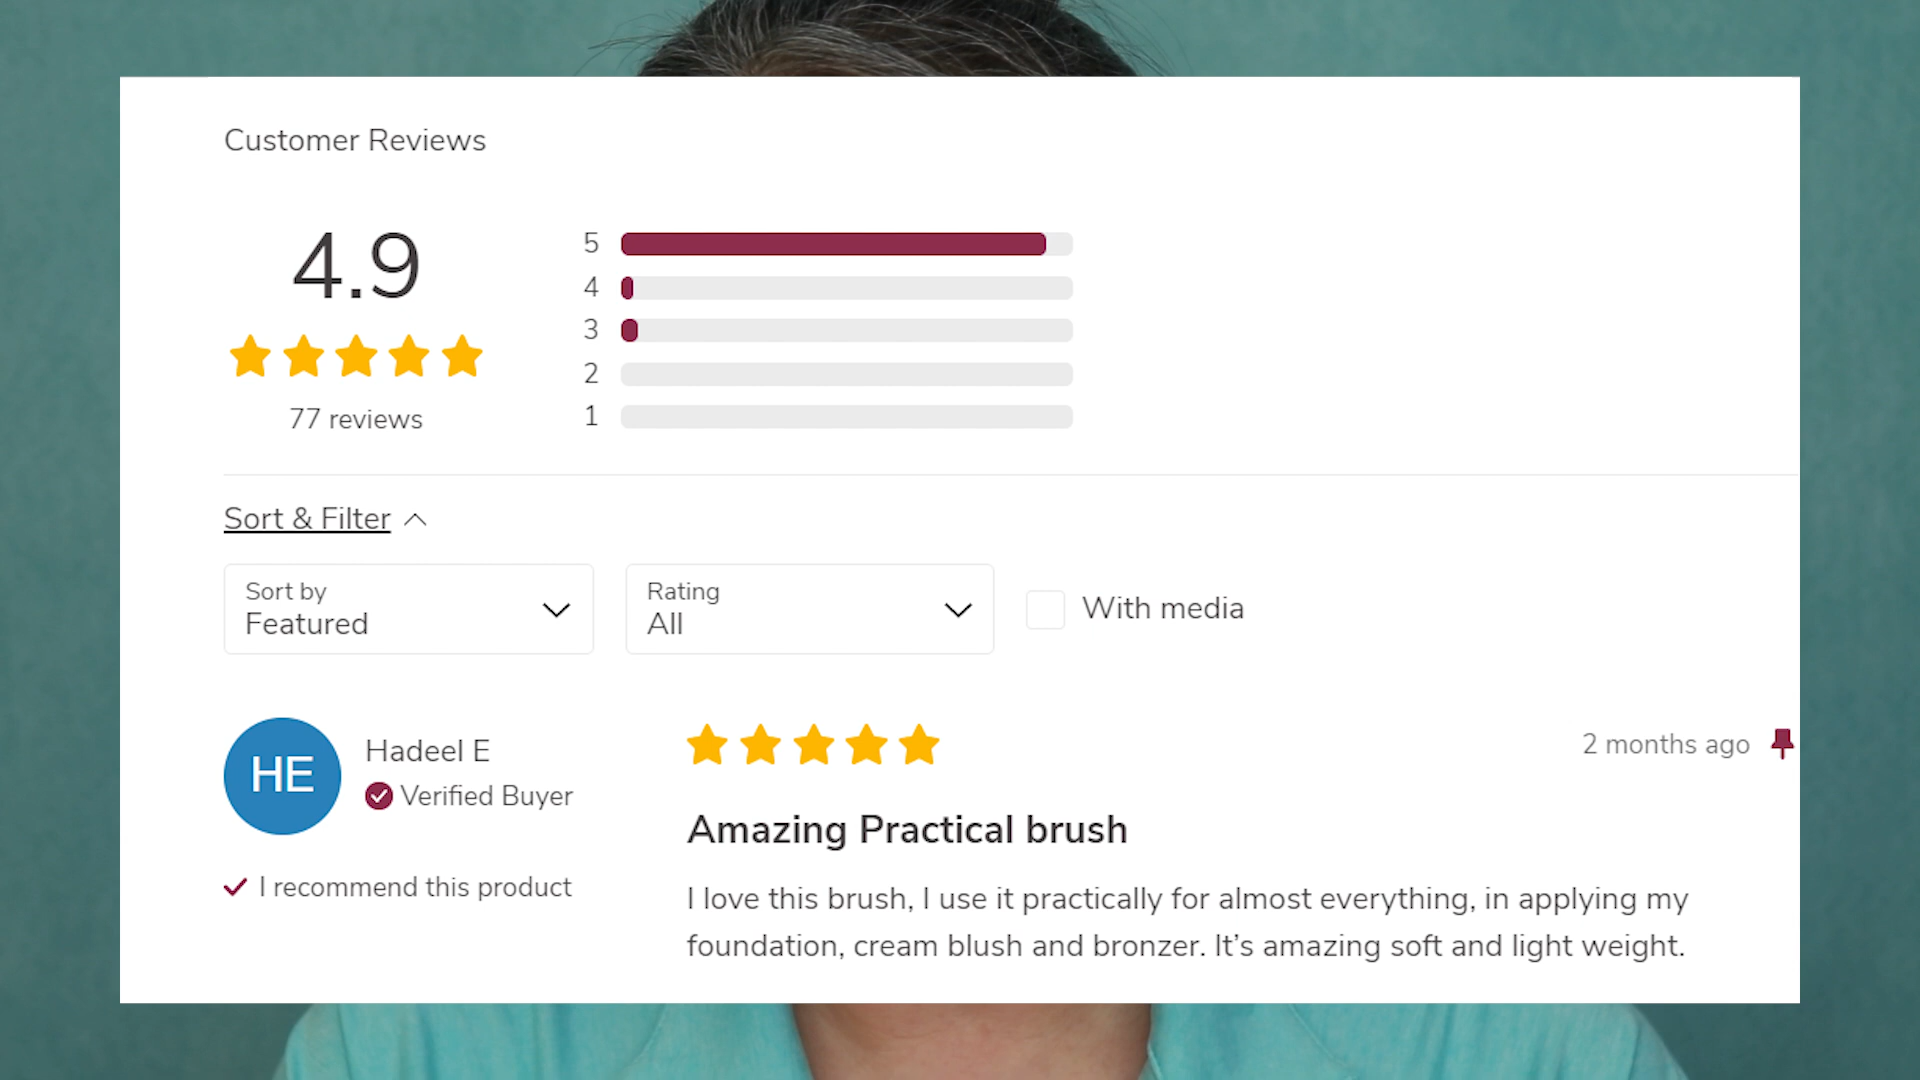 Customer Reviews
4.9
77 reviews
5
4
3
2
1
Sort & Filter
Sort by
Featured
Rating
All
With media
HE
Hadeel E
Verified Buyer
I recommend this product
2 months ago
Amazing Practical brush
I love this brush, I use it practically for almost everything, in applying my
foundation, cream blush and bronzer. It’s amazing soft and light weight.